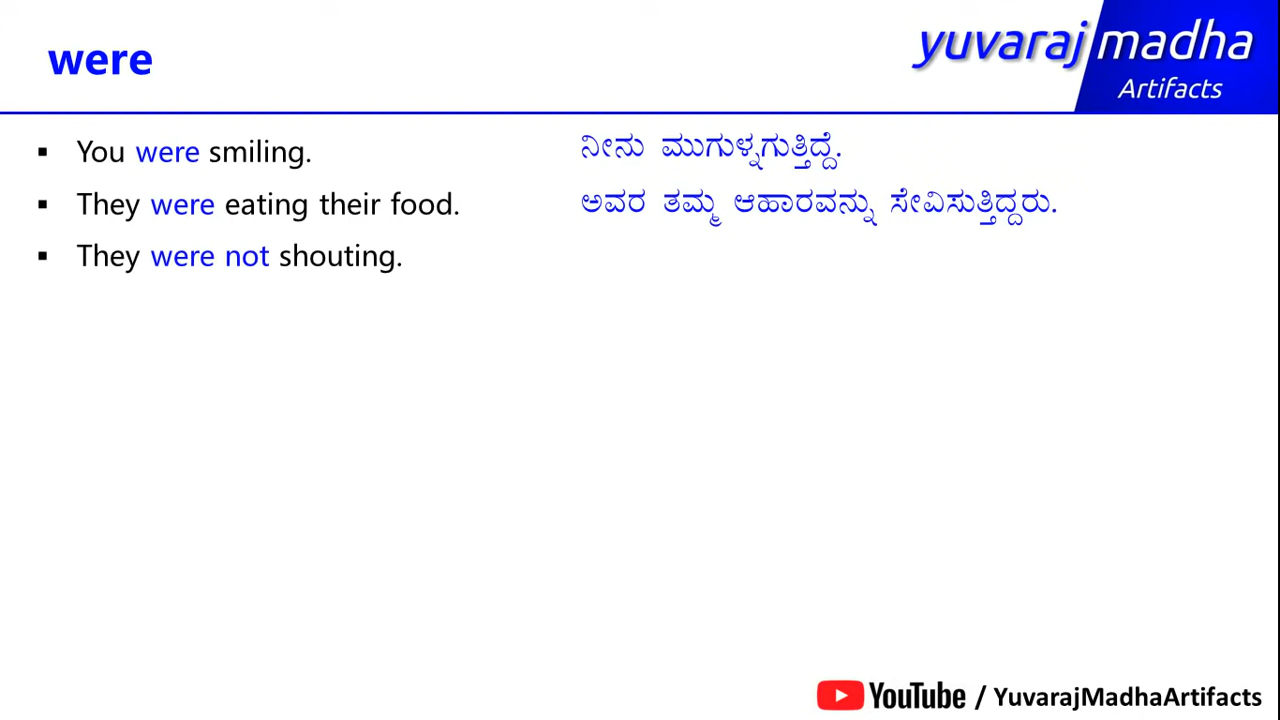 yuvaraj madha
Artifacts
were
▪ You were smiling. ನೀನು ಮುಗುಳ್ನಗುತ್ತಿದ್ದೆ.
▪ They were eating their food. ಅವರ ತಮ್ಮ ಆಹಾರವನ್ನು ಸೇವಿಸುತ್ತಿದ್ದರು.
▪ They were not shouting.
YouTube / YuvarajMadhaArtifacts